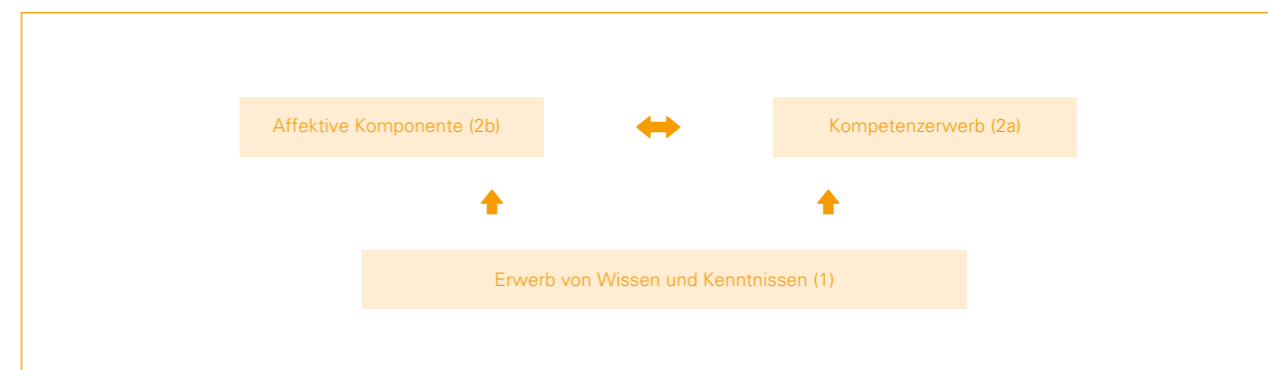 Affektive Komponente (2b)
Kompetenzerwerb (2a)
Erwerb von Wissen und Kenntnissen (1)